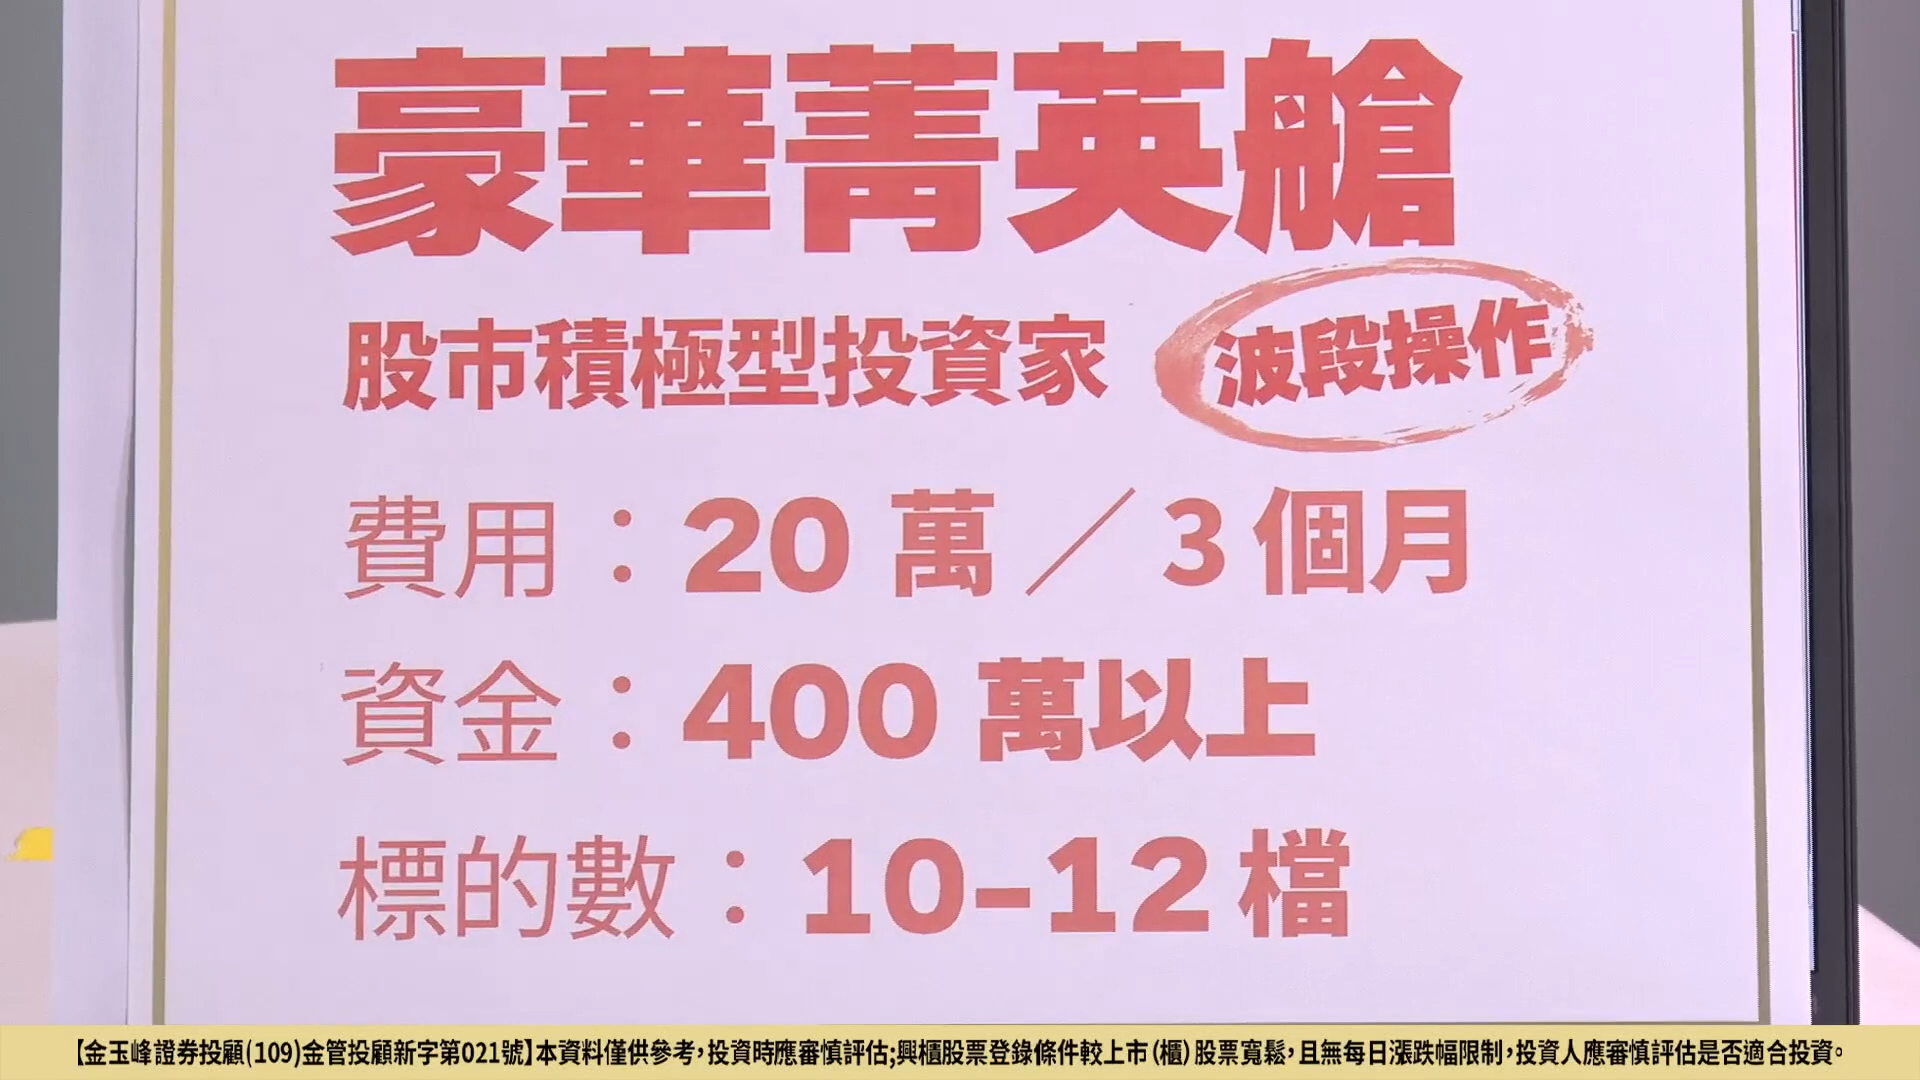 豪華菁英艙
股市積極型投資家 波段操作
費用：20 萬／3 個月
資金：400 萬以上
標的數：10-12 檔
【金玉峰證券投顧(109)金管投顧新字第021號】本資料僅供參考，投資時應審慎評估;興櫃股票登錄條件較上市（櫃）股票寬鬆，且無每日漲跌幅限制，投資人應審慎評估是否適合投資。